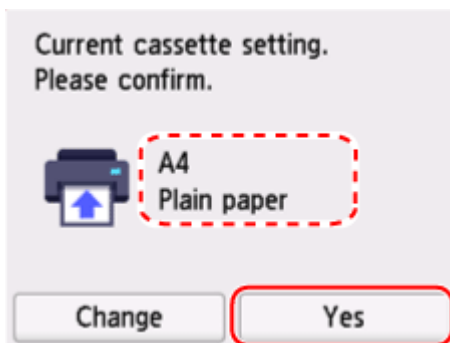 Current cassette setting.
Please confirm.
A4
Plain paper
Change
Yes